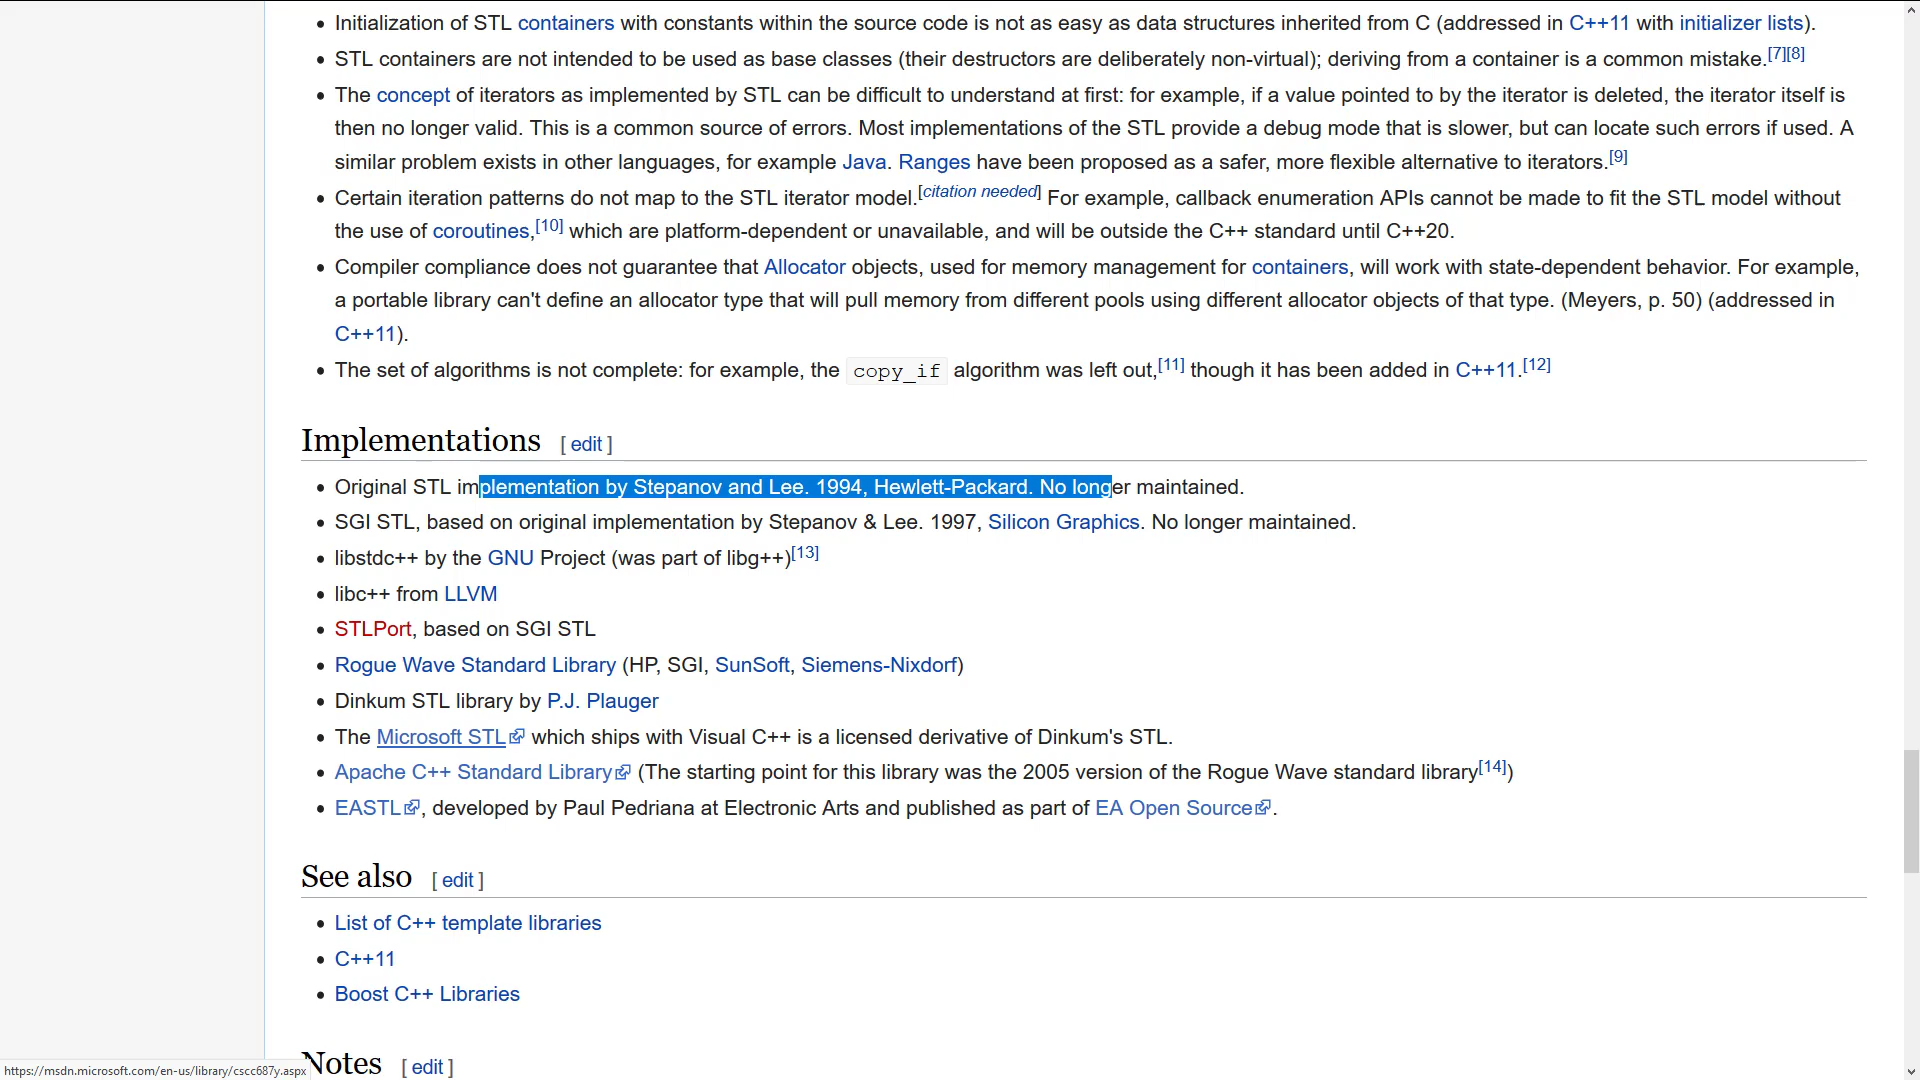 Initialization of STL containers with constants within the source code is not as easy as data structures inherited from C (addressed in C++11 with initializer lists).
STL containers are not intended to be used as base classes (their destructors are deliberately non-virtual); deriving from a container is a common mistake.[7][8]
The concept of iterators as implemented by STL can be difficult to understand at first: for example, if a value pointed to by the iterator is deleted, the iterator itself is
then no longer valid. This is a common source of errors. Most implementations of the STL provide a debug mode that is slower, but can locate such errors if used. A
similar problem exists in other languages, for example Java. Ranges have been proposed as a safer, more flexible alternative to iterators.[9]
Certain iteration patterns do not map to the STL iterator model.[citation needed] For example, callback enumeration APIs cannot be made to fit the STL model without
the use of coroutines,[10] which are platform-dependent or unavailable, and will be outside the C++ standard until C++20.
Compiler compliance does not guarantee that Allocator objects, used for memory management for containers, will work with state-dependent behavior. For example,
a portable library can't define an allocator type that will pull memory from different pools using different allocator objects of that type. (Meyers, p. 50) (addressed in
C++11).
The set of algorithms is not complete: for example, the copy_if algorithm was left out,[11] though it has been added in C++11.[12]
Implementations [ edit ]
Original STL implementation by Stepanov and Lee. 1994, Hewlett-Packard. No longer maintained.
SGI STL, based on original implementation by Stepanov & Lee. 1997, Silicon Graphics. No longer maintained.
libstdc++ by the GNU Project (was part of libg++)[13]
libc++ from LLVM
STLPort, based on SGI STL
Rogue Wave Standard Library (HP, SGI, SunSoft, Siemens-Nixdorf)
Dinkum STL library by P.J. Plauger
The Microsoft STL which ships with Visual C++ is a licensed derivative of Dinkum's STL.
Apache C++ Standard Library (The starting point for this library was the 2005 version of the Rogue Wave standard library[14])
EASTL, developed by Paul Pedriana at Electronic Arts and published as part of EA Open Source.
See also [ edit ]
List of C++ template libraries
C++11
Boost C++ Libraries
Notes [ edit ]
https://msdn.microsoft.com/en-us/library/cscc687y.aspx